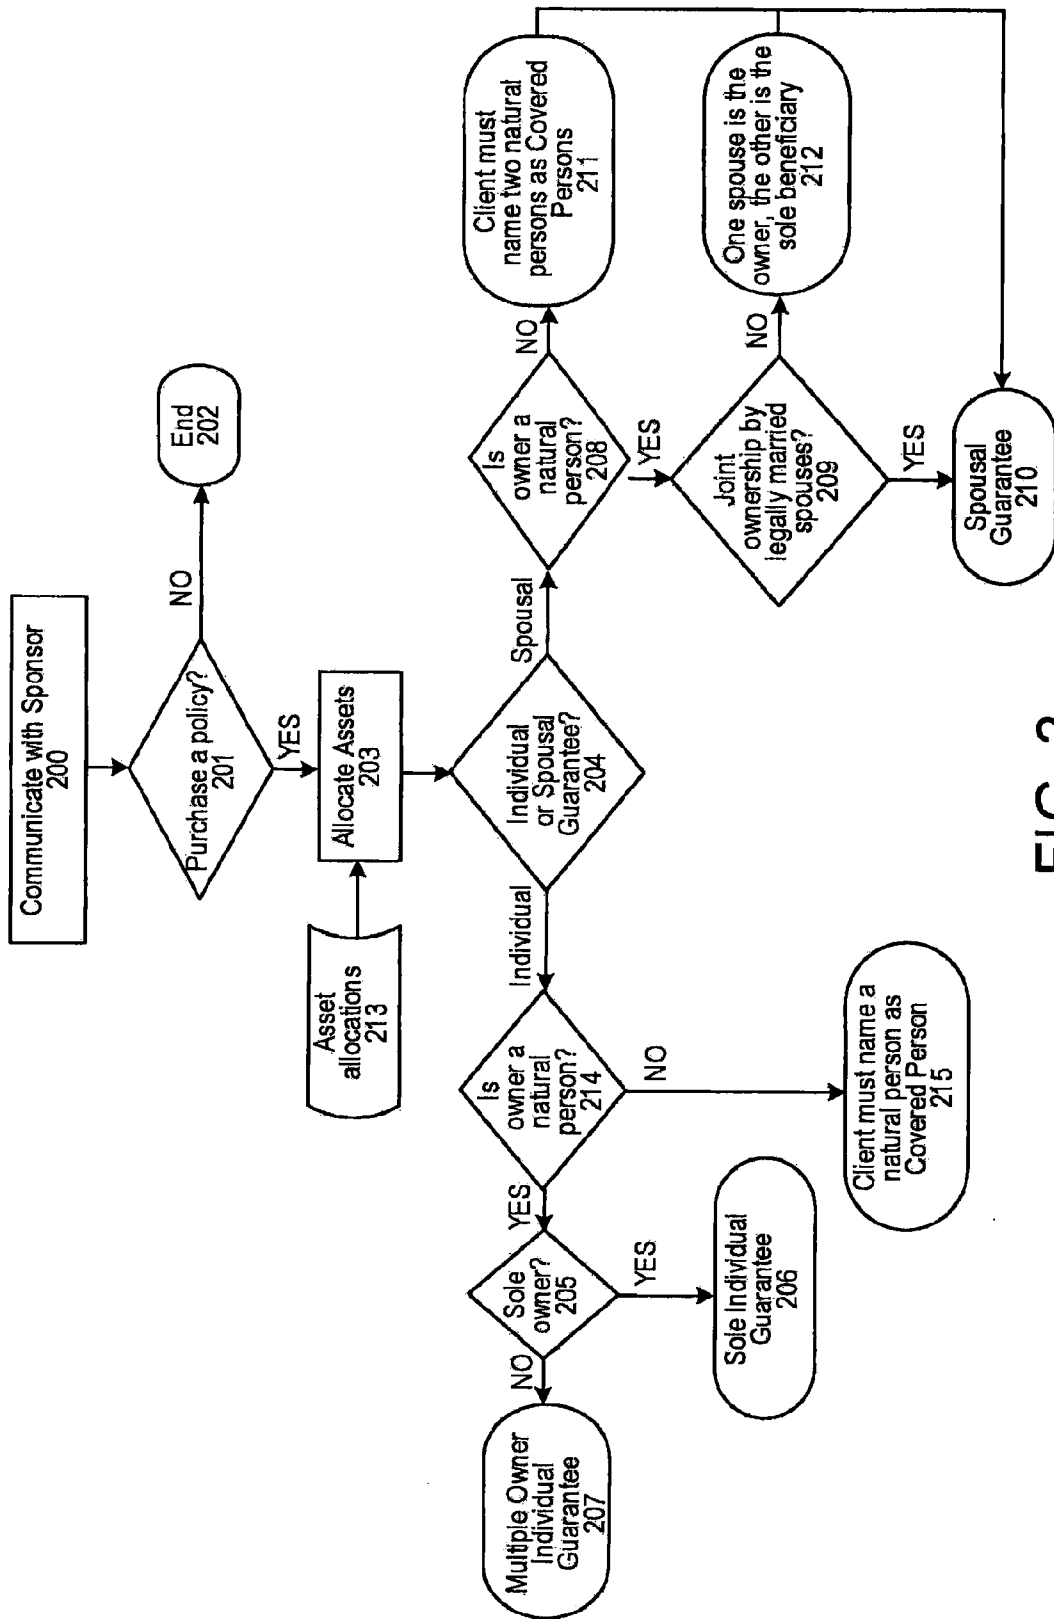 Communicate with Sponsor
200
Purchase a policy?
201
NO
End
202
YES
Asset
allocations
213
Allocate Assets
203
Individual
or Spousal
Guarantee?
204
Individual
Spousal
Is
owner a
natural
person?
214
YES
NO
Sole
owner?
205
NO
YES
Multiple Owner
Individual
Guarantee
207
Sole Individual
Guarantee
206
Client must name a
natural person as
Covered Person
215
Is
owner a
natural
person?
208
NO
YES
Client must
name two natural
persons as Covered
Persons
211
Joint
ownership by
legally married
spouses?
209
NO
YES
One spouse is the
owner, the other is the
sole beneficiary
212
Spousal
Guarantee
210
FIG. 2